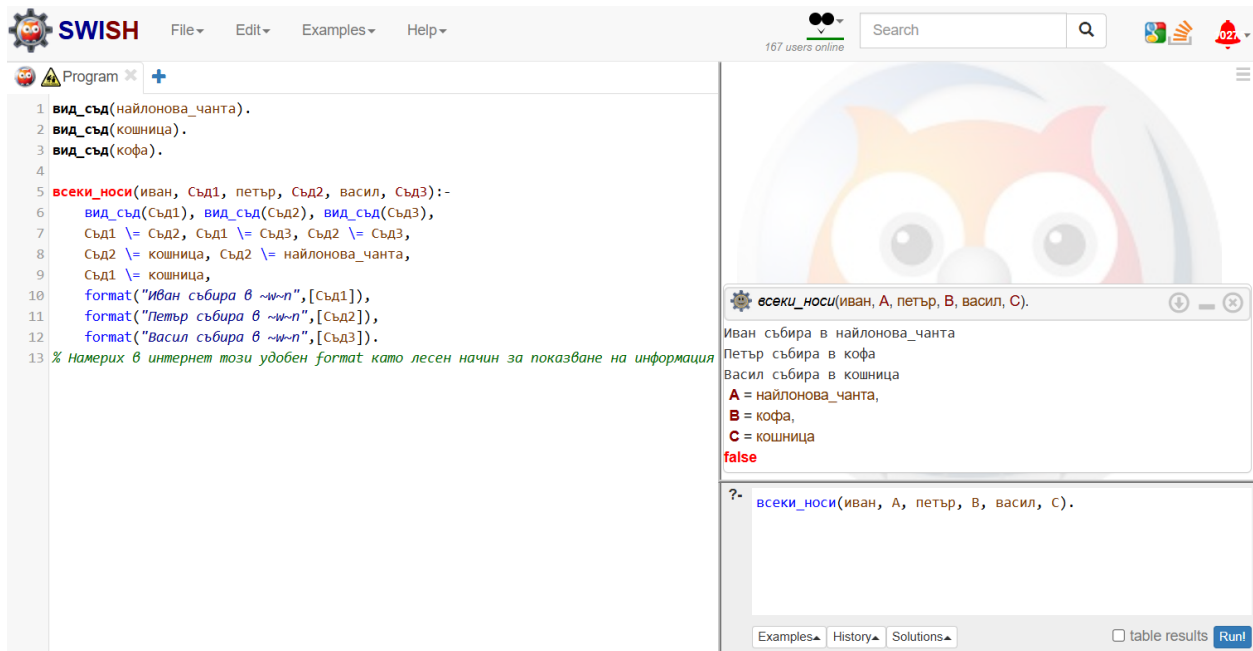 SWISH File Edit Examples Help 167 users online Search
Program
1 вид_съд(найлонова_чанта).
2 вид_съд(кошница).
3 вид_съд(кофа).
4
5 всеки_носи(иван, Съд1, петър, Съд2, васил, Съд3):-
6 вид_съд(Съд1), вид_съд(Съд2), вид_съд(Съд3),
7 Съд1 \= Съд2, Съд1 \= Съд3, Съд2 \= Съд3,
8 Съд2 \= кошница, Съд2 \= найлонова_чанта,
9 Съд1 \= кошница,
10 format("Иван събира в ~w~n",[Съд1]),
11 format("Петър събира в ~w~n",[Съд2]),
12 format("Васил събира в ~w~n",[Съд3]).
13 % Намерих в интернет този удобен format като лесен начин за показване на информация
всеки_носи(иван, A, петър, B, васил, C).
Иван събира в найлонова_чанта
Петър събира в кофа
Васил събира в кошница
A = найлонова_чанта,
B = кофа,
C = кошница
false
?- всеки_носи(иван, A, петър, B, васил, C).
Examples History Solutions table results Run!